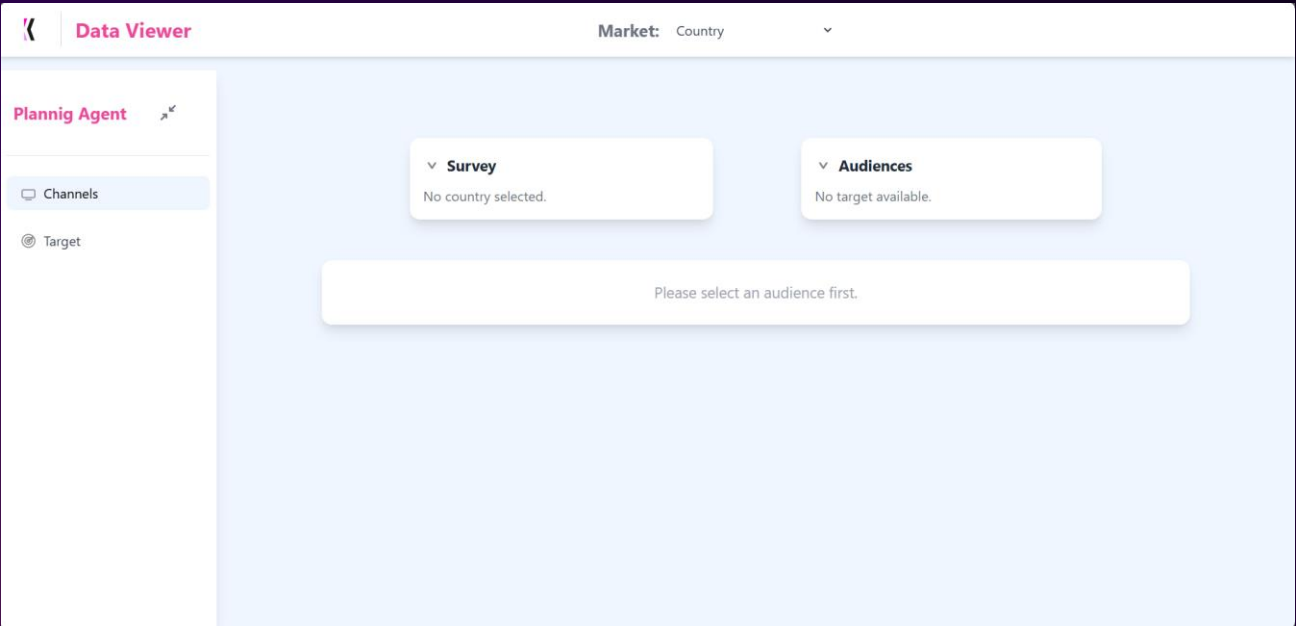 Data Viewer
Market: Country
Plannig Agent
Channels
Target
Survey
No country selected.
Audiences
No target available.
Please select an audience first.